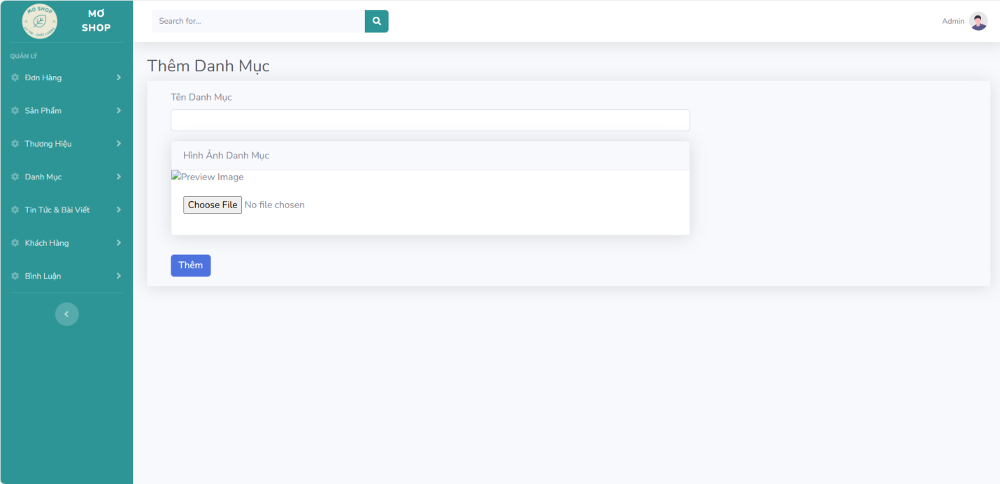 MO SHOP
MƠ
SHOP
Search for...
Admin
QUẢN LÝ
Đơn Hàng
Sản Phẩm
Thương Hiệu
Danh Mục
Tin Tức & Bài Viết
Khách Hàng
Bình Luận
Thêm Danh Mục
Tên Danh Mục
Hình Ảnh Danh Mục
Preview Image
Choose File No file chosen
Thêm